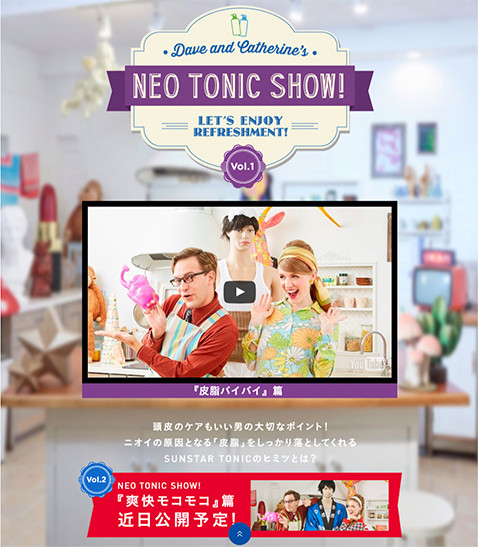 Dave and Catherine's
NEO TONIC SHOW!
LET'S ENJOY
REFRESHMENT!
Vol.1
YouTube
『皮脂バイバイ』篇
頭皮のケアもいい男の大切なポイント!
ニオイの原因となる「皮脂」をしっかり落としてくれる
SUNSTAR TONICのヒミツとは?
Vol.2
NEO TONIC SHOW!
『爽快モコモコ』篇
近日公開予定!